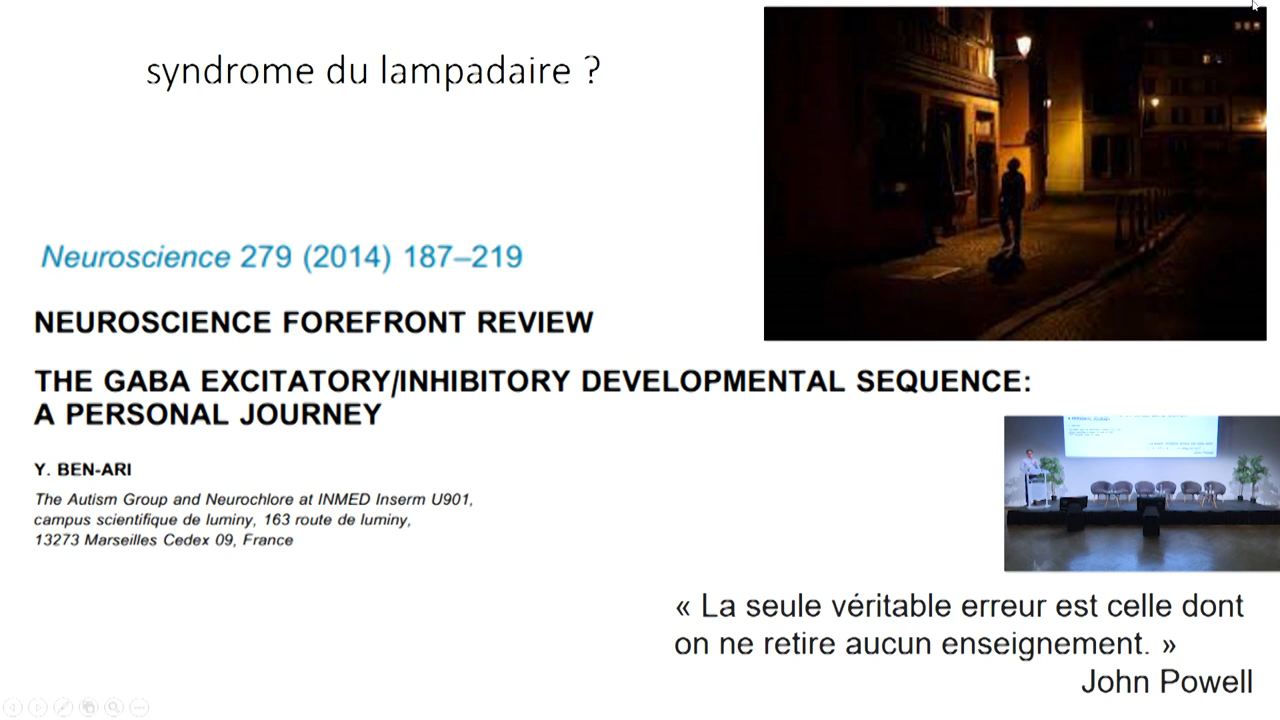 syndrome du lampadaire ?
Neuroscience 279 (2014) 187–219
NEUROSCIENCE FOREFRONT REVIEW
THE GABA EXCITATORY/INHIBITORY DEVELOPMENTAL SEQUENCE:
A PERSONAL JOURNEY
Y. BEN-ARI
The Autism Group and Neurochlore at INMED Inserm U901,
campus scientifique de luminy, 163 route de luminy,
13273 Marseilles Cedex 09, France
« La seule véritable erreur est celle dont
on ne retire aucun enseignement. »
John Powell